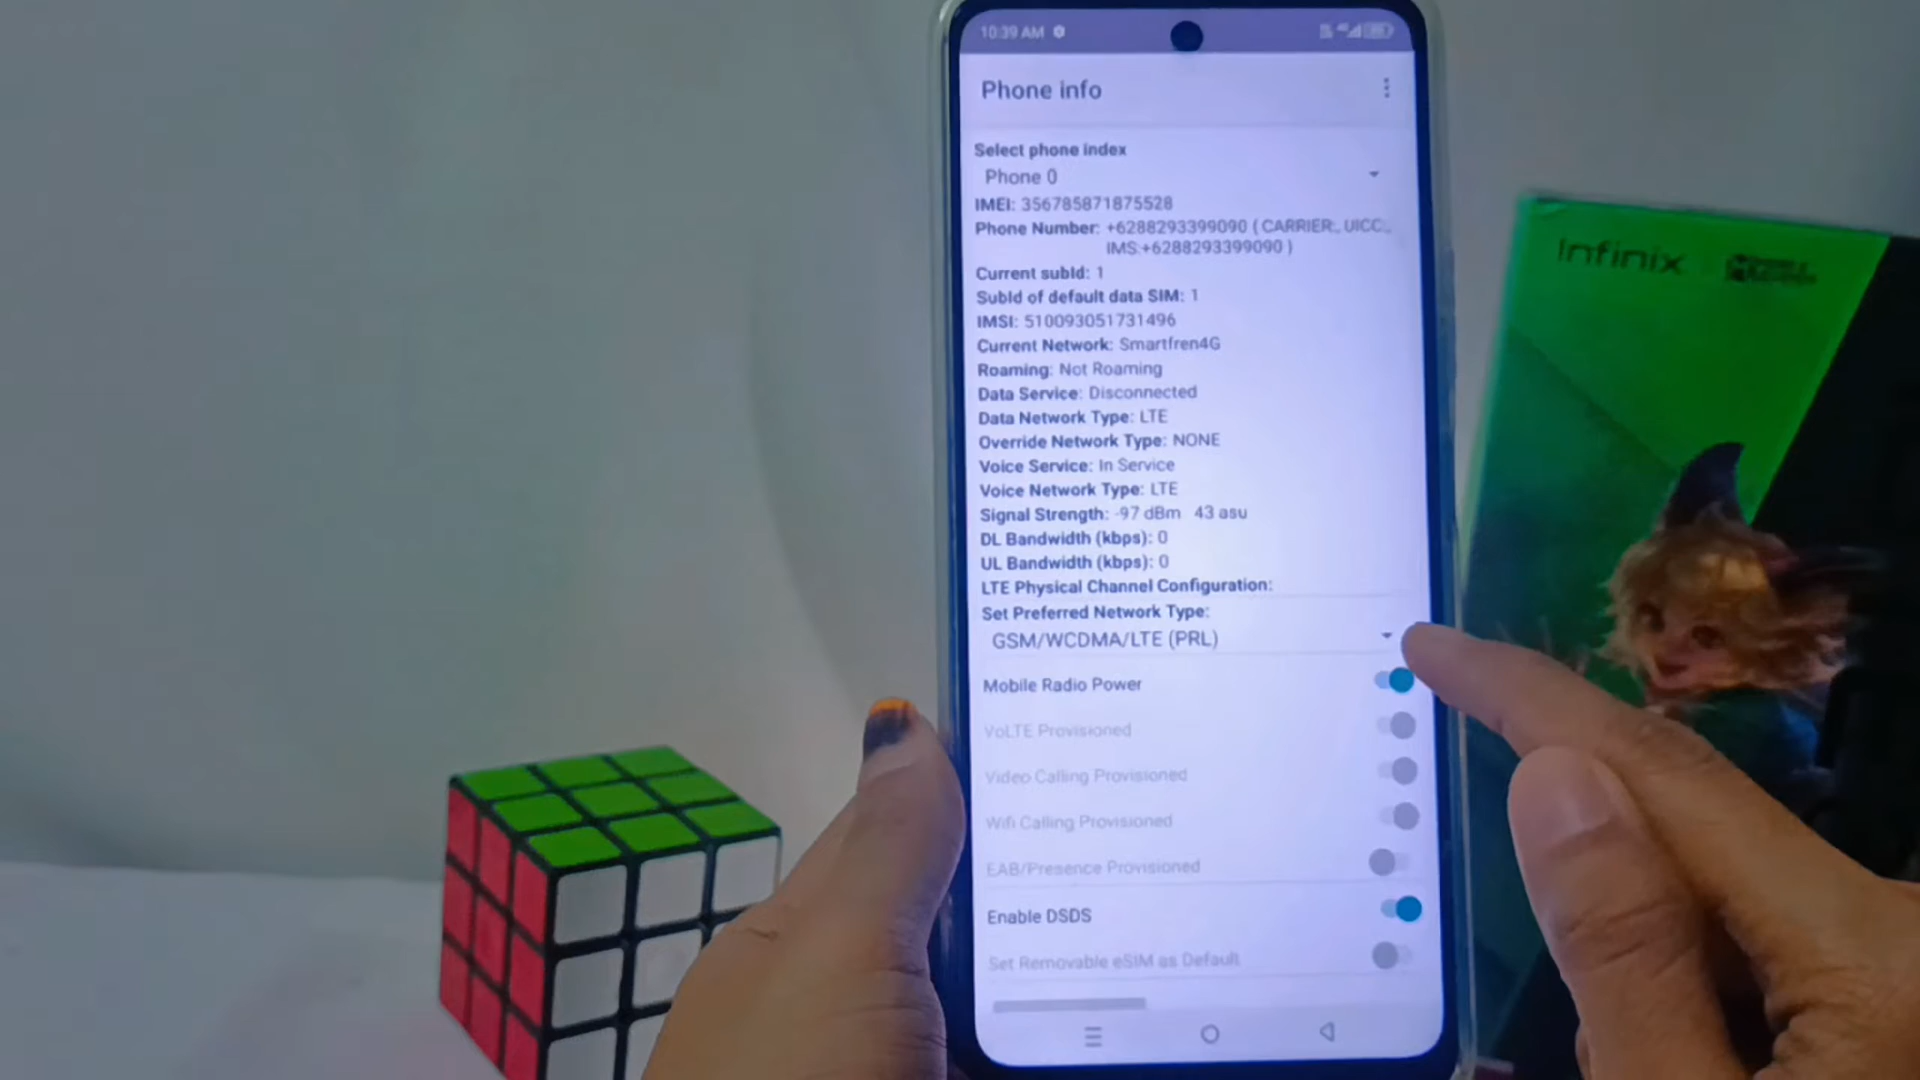 10:39 AM
Phone info
Select phone index
Phone 0
IMEI: 356785871875528
Phone Number: +6288293399090 ( CARRIER:, UICC:,
IMS:+6288293399090 )
Current subId: 1
SubId of default data SIM: 1
IMSI: 510093051731496
Current Network: Smartfren4G
Roaming: Not Roaming
Data Service: Disconnected
Data Network Type: LTE
Override Network Type: NONE
Voice Service: In Service
Voice Network Type: LTE
Signal Strength: -97 dBm 43 asu
DL Bandwidth (kbps): 0
UL Bandwidth (kbps): 0
LTE Physical Channel Configuration:
Set Preferred Network Type:
GSM/WCDMA/LTE (PRL)
Mobile Radio Power
VoLTE Provisioned
Video Calling Provisioned
Wifi Calling Provisioned
EAB/Presence Provisioned
Enable DSDS
Set Removable eSIM as Default
Infinix